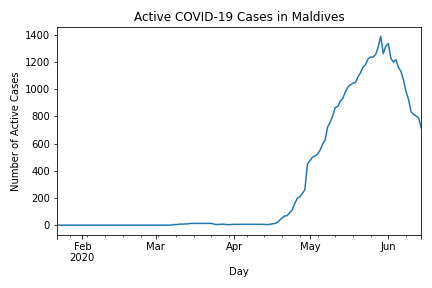 Active COVID-19 Cases in Maldives
1400
1200
1000
800
600
400
200
0
Number of Active Cases
Feb
2020
Mar
Apr
May
Jun
Day